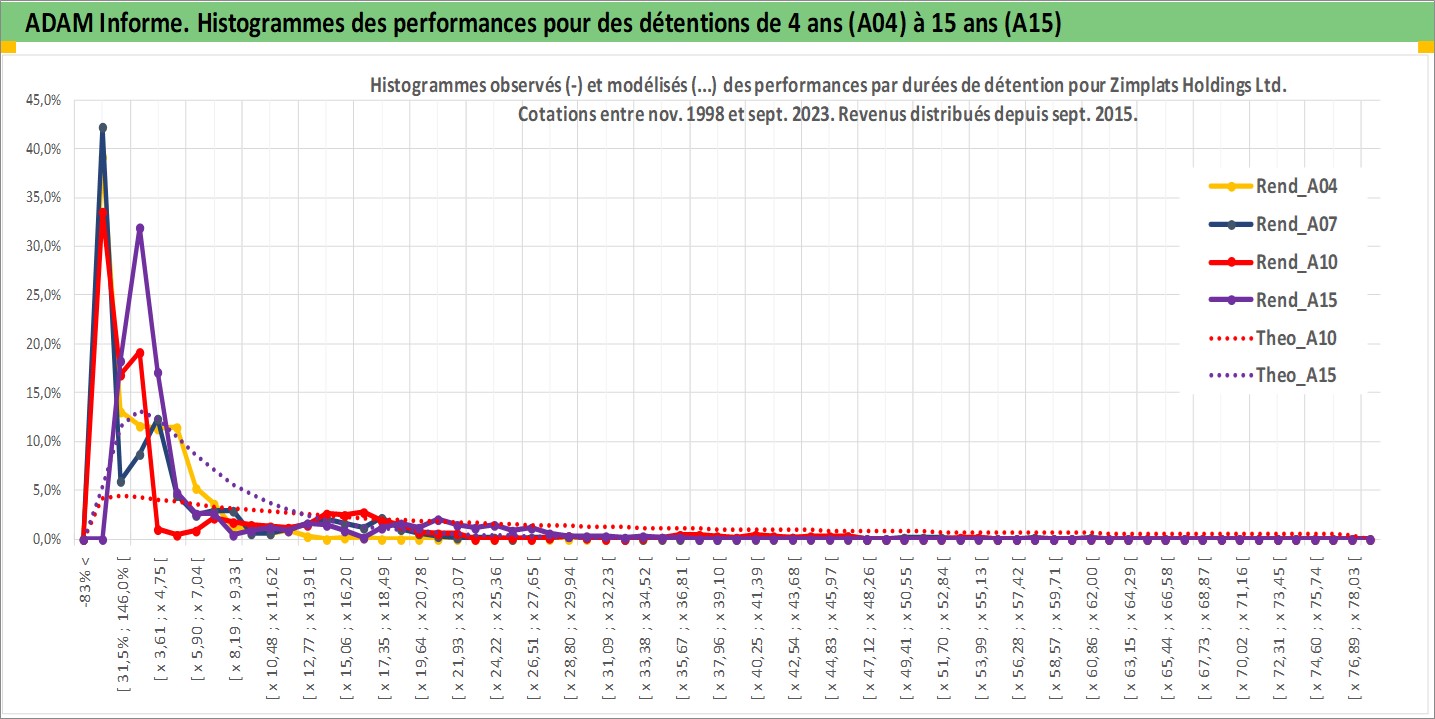 ADAM Informe. Histogrammes des performances pour des détentions de 4 ans (A04) à 15 ans (A15)
Histogrammes observés (-) et modélisés (...) des performances par durées de détention pour Zimplats Holdings Ltd.
Cotations entre nov. 1998 et sept. 2023. Revenus distribués depuis sept. 2015.
45,0%
40,0%
35,0%
30,0%
25,0%
20,0%
15,0%
10,0%
5,0%
0,0%
Rend_A04
Rend_A07
Rend_A10
Rend_A15
Theo_A10
Theo_A15
-83% <
[ 31,5% ; 146,0% [
[ x 3,61 ; x 4,75 [
[ x 5,90 ; x 7,04 [
[ x 8,19 ; x 9,33 [
[ x 10,48 ; x 11,62 [
[ x 12,77 ; x 13,91 [
[ x 15,06 ; x 16,20 [
[ x 17,35 ; x 18,49 [
[ x 19,64 ; x 20,78 [
[ x 21,93 ; x 23,07 [
[ x 24,22 ; x 25,36 [
[ x 26,51 ; x 27,65 [
[ x 28,80 ; x 29,94 [
[ x 31,09 ; x 32,23 [
[ x 33,38 ; x 34,52 [
[ x 35,67 ; x 36,81 [
[ x 37,96 ; x 39,10 [
[ x 40,25 ; x 41,39 [
[ x 42,54 ; x 43,68 [
[ x 44,83 ; x 45,97 [
[ x 47,12 ; x 48,26 [
[ x 49,41 ; x 50,55 [
[ x 51,70 ; x 52,84 [
[ x 53,99 ; x 55,13 [
[ x 56,28 ; x 57,42 [
[ x 58,57 ; x 59,71 [
[ x 60,86 ; x 62,00 [
[ x 63,15 ; x 64,29 [
[ x 65,44 ; x 66,58 [
[ x 67,73 ; x 68,87 [
[ x 70,02 ; x 71,16 [
[ x 72,31 ; x 73,45 [
[ x 74,60 ; x 75,74 [
[ x 76,89 ; x 78,03 [